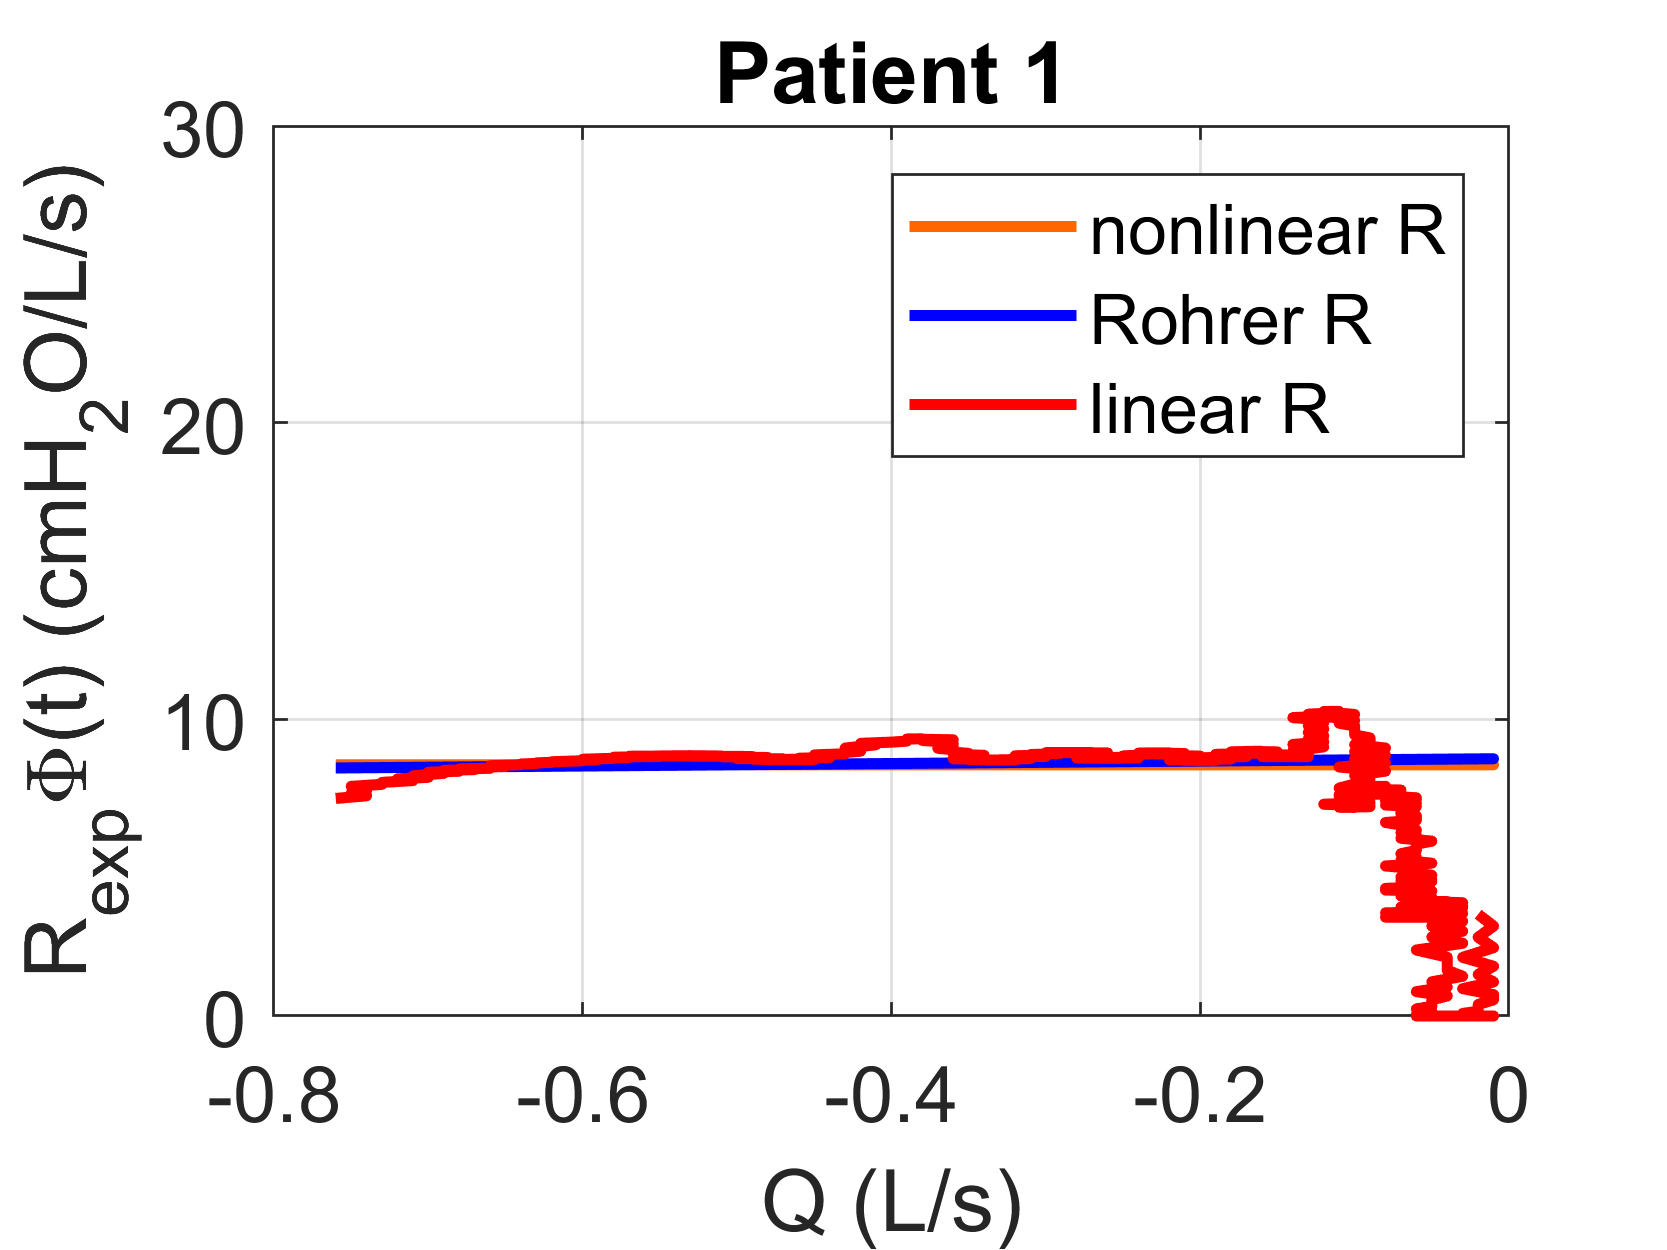 Patient 1
R_exp Φ(t) (cmH₂O/L/s)
30
20
10
0
nonlinear R
Rohrer R
linear R
-0.8 -0.6 -0.4 -0.2 0
Q (L/s)